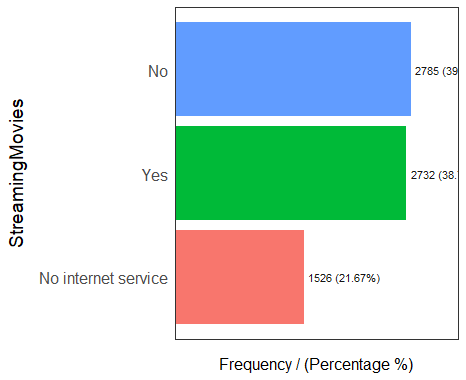 StreamingMovies
No
2785 (39
Yes
2732 (38.
No internet service
1526 (21.67%)
Frequency / (Percentage %)